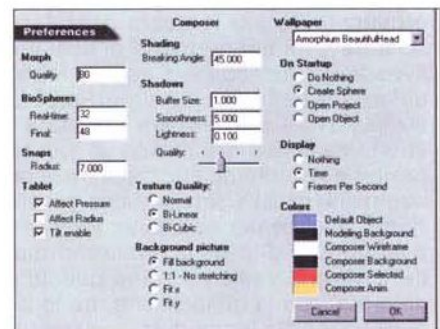 Preferences
Morph
Quality: 80
BioSpheres
Real-time: 32
Final: 48
Snaps
Radius: 7.000
Tablet
Affect Pressure
Affect Radius
Tilt enable
Composer
Shading
Breaking Angle: 45.000
Shadows
Buffer Size: 1.000
Smoothness: 5.000
Lightness: 0.100
Quality:
Texture Quality:
Normal
Bi-Linear
Bi-Cubic
Background picture
Fill background
1:1 - No stretching
Fit x
Fit y
Wallpaper
Amorphium BeautifulHead
On Startup
Do Nothing
Create Sphere
Open Project
Open Object
Display
Nothing
Time
Frames Per Second
Colors
Default Object
Modeling Background
Composer Wireframe
Composer Background
Composer Selected
Composer Anim
Cancel OK